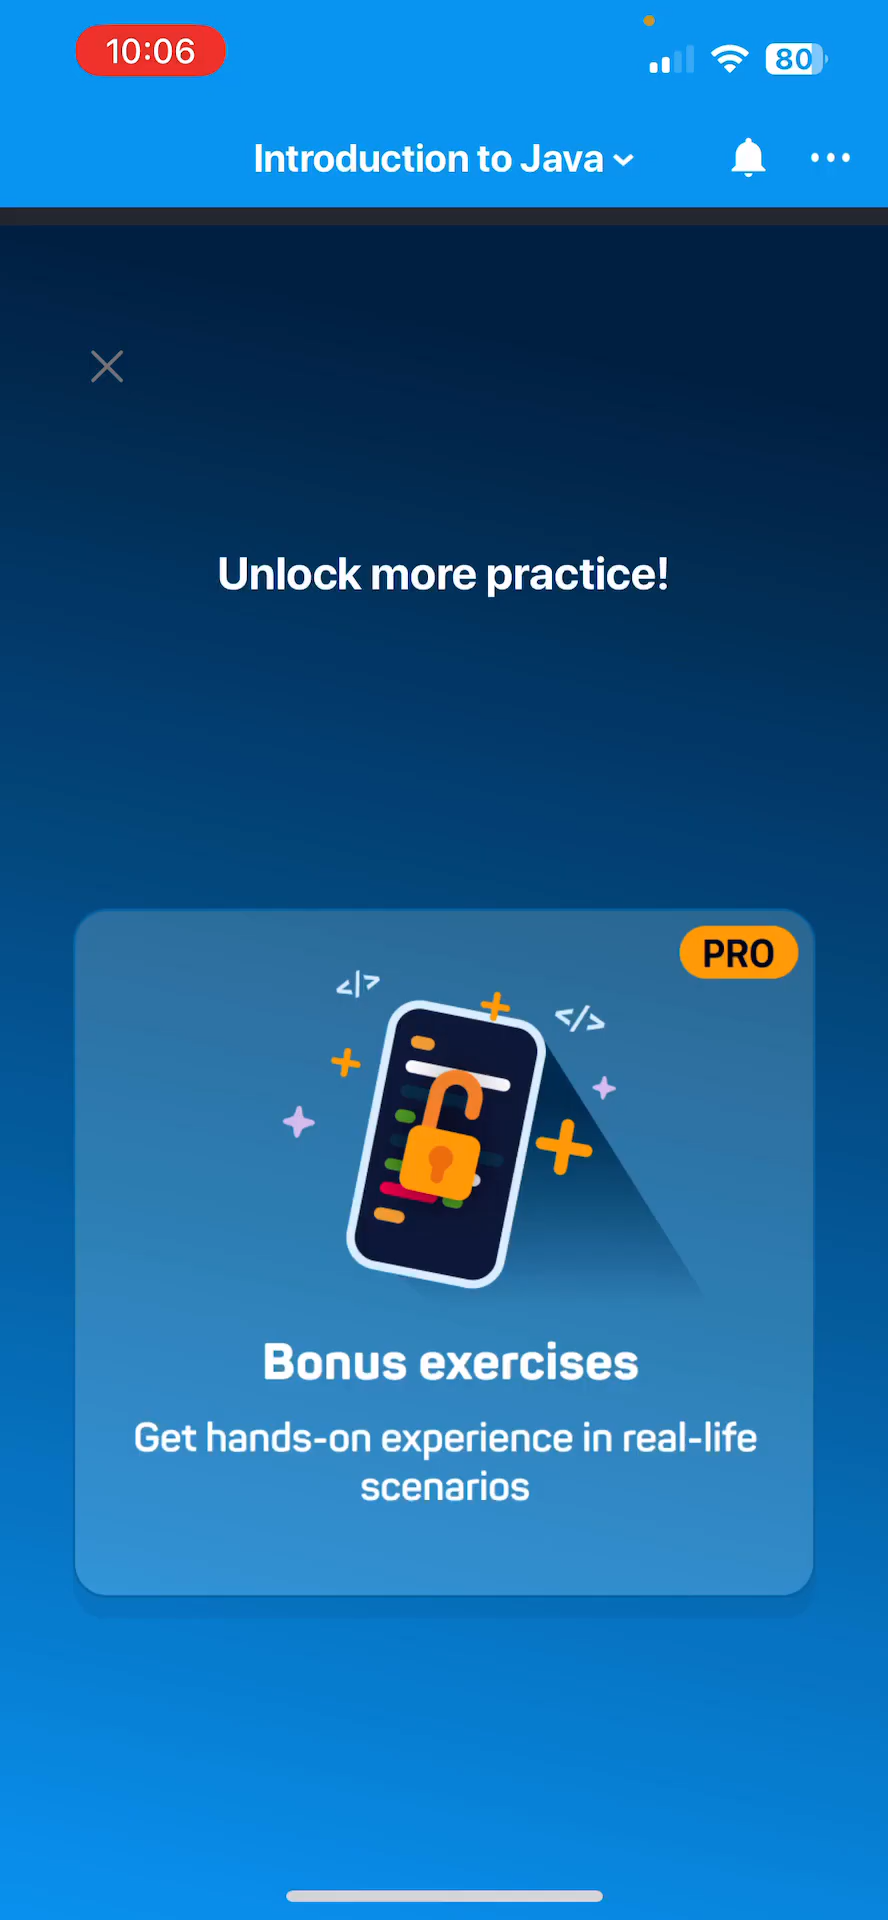 10:06
80
Introduction to Java
Unlock more practice!
PRO
<|>
</>
Bonus exercises
Get hands-on experience in real-life
scenarios